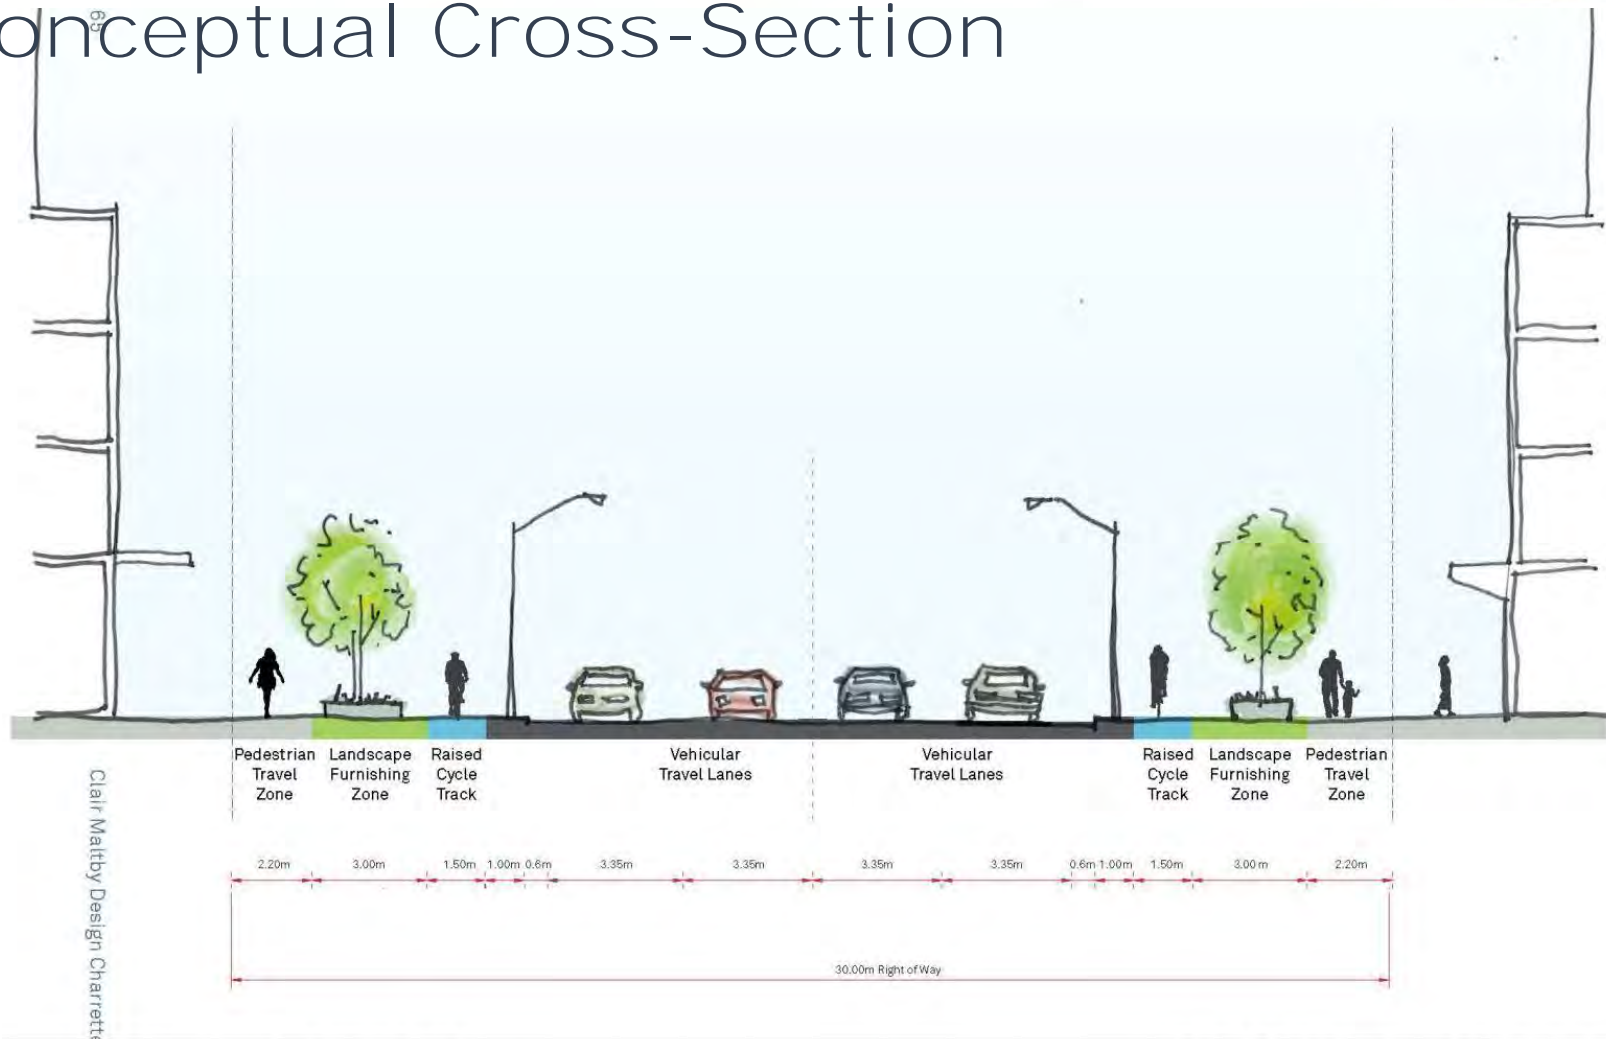 65
onceptual Cross-Section
Pedestrian
Travel
Zone
Landscape
Furnishing
Zone
Raised
Cycle
Track
Vehicular
Travel Lanes
Vehicular
Travel Lanes
Raised
Cycle
Track
Landscape
Furnishing
Zone
Pedestrian
Travel
Zone
2.20m 3.00m 1.50m 1.00m 0.6m 3.35m 3.35m 3.35m 3.35m 0.6m 1.00m 1.50m 3.00 m 2.20m
30.00m Right of Way
Clair Maltby Design Charrette